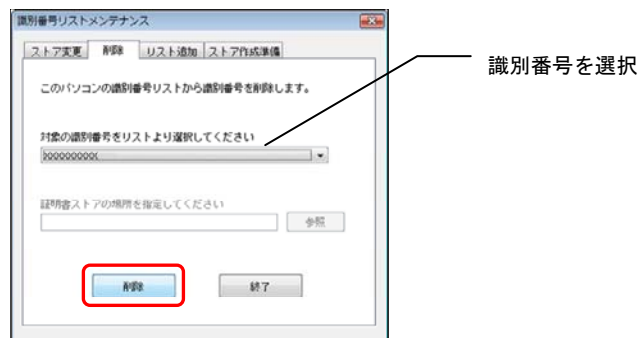 識別番号リストメンテナンス
ストア変更 削除 リスト追加 ストア作成準備
識別番号を選択
このパソコンの識別番号リストから識別番号を削除します。
対象の識別番号をリストより選択してください
証明書ストアの場所を指定してください
参照
削除 終了